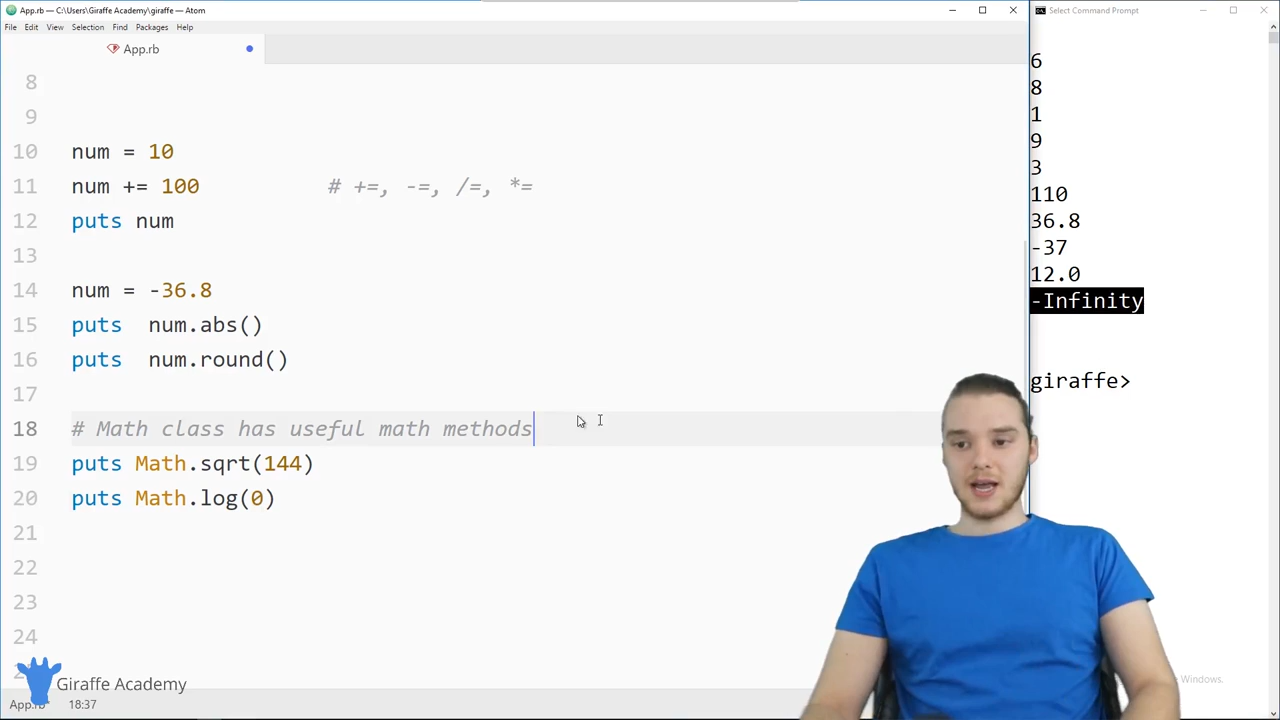 App.rb — C:\Users\Giraffe Academy\giraffe — Atom
File Edit View Selection Find Packages Help
App.rb
8
9
10 num = 10
11 num += 100 # +=, -=, /=, *=
12 puts num
13
14 num = -36.8
15 puts num.abs()
16 puts num.round()
17
18 # Math class has useful math methods
19 puts Math.sqrt(144)
20 puts Math.log(0)
21
22
23
24
Giraffe Academy
App.rb 18:37
Select Command Prompt
6
8
1
9
3
110
36.8
-37
12.0
-Infinity
giraffe>
Windows.